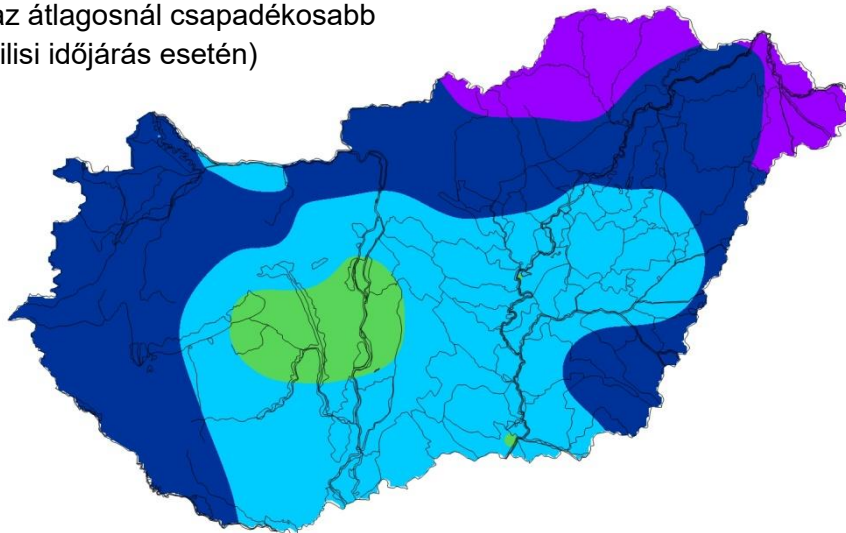 az átlagosnál csapadékosabb
ilisi időjárás esetén)